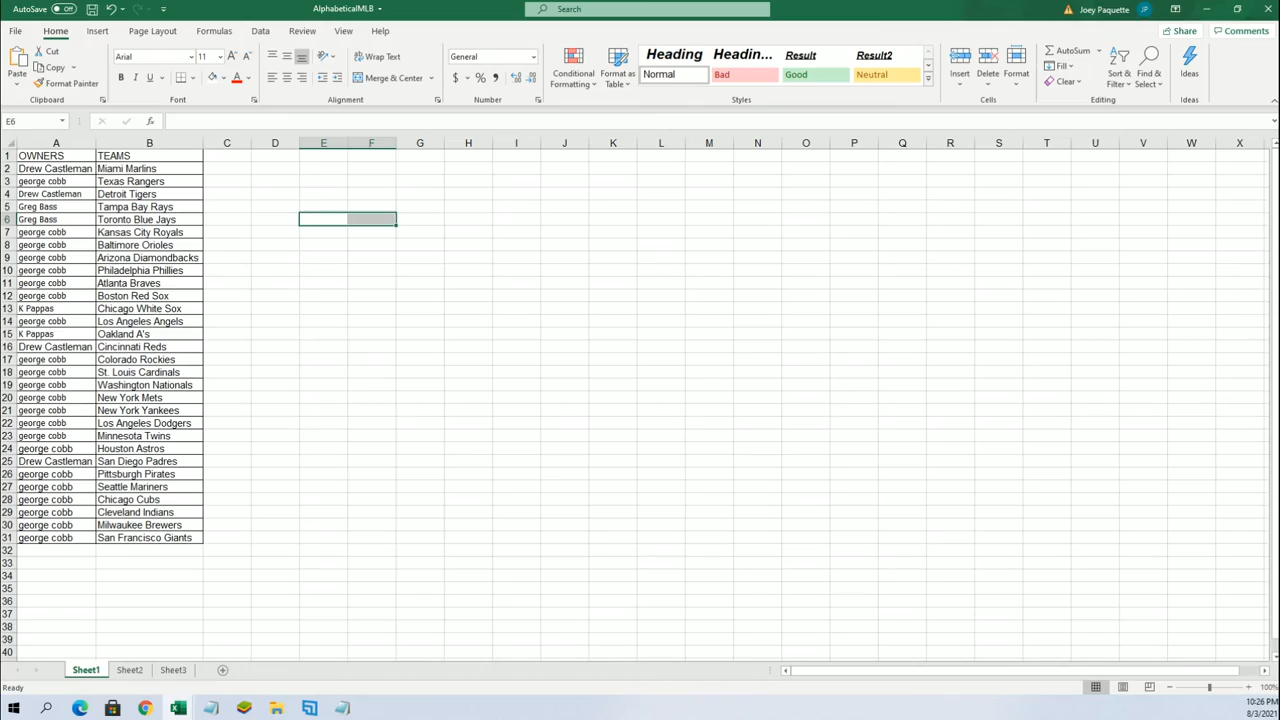 AutoSave Off AlphabeticalMLB Search Joey Paquette JP
File Home Insert Page Layout Formulas Data Review View Help Share Comments
Paste Cut Copy Format Painter Clipboard
Arial 11 A A B I U A Font
Wrap Text Merge & Center Alignment
General $ % Number
Conditional Formatting Format as Table Heading Headin... Result Result2 Normal Bad Good Neutral Styles
Insert Delete Format Cells
AutoSum Fill Clear Sort & Filter Find & Select Editing
Ideas Ideas
E6 fx
A B C D E F G H I J K L M N O P Q R S T U V W X
1 OWNERS TEAMS
2 Drew Castleman Miami Marlins
3 george cobb Texas Rangers
4 Drew Castleman Detroit Tigers
5 Greg Bass Tampa Bay Rays
6 Greg Bass Toronto Blue Jays
7 george cobb Kansas City Royals
8 george cobb Baltimore Orioles
9 george cobb Arizona Diamondbacks
10 george cobb Philadelphia Phillies
11 george cobb Atlanta Braves
12 george cobb Boston Red Sox
13 K Pappas Chicago White Sox
14 george cobb Los Angeles Angels
15 K Pappas Oakland A's
16 Drew Castleman Cincinnati Reds
17 george cobb Colorado Rockies
18 george cobb St. Louis Cardinals
19 george cobb Washington Nationals
20 george cobb New York Mets
21 george cobb New York Yankees
22 george cobb Los Angeles Dodgers
23 george cobb Minnesota Twins
24 george cobb Houston Astros
25 Drew Castleman San Diego Padres
26 george cobb Pittsburgh Pirates
27 george cobb Seattle Mariners
28 george cobb Chicago Cubs
29 george cobb Cleveland Indians
30 george cobb Milwaukee Brewers
31 george cobb San Francisco Giants
32
33
34
35
36
37
38
39
40
Sheet1 Sheet2 Sheet3
Ready 100%
10:26 PM
8/3/2021